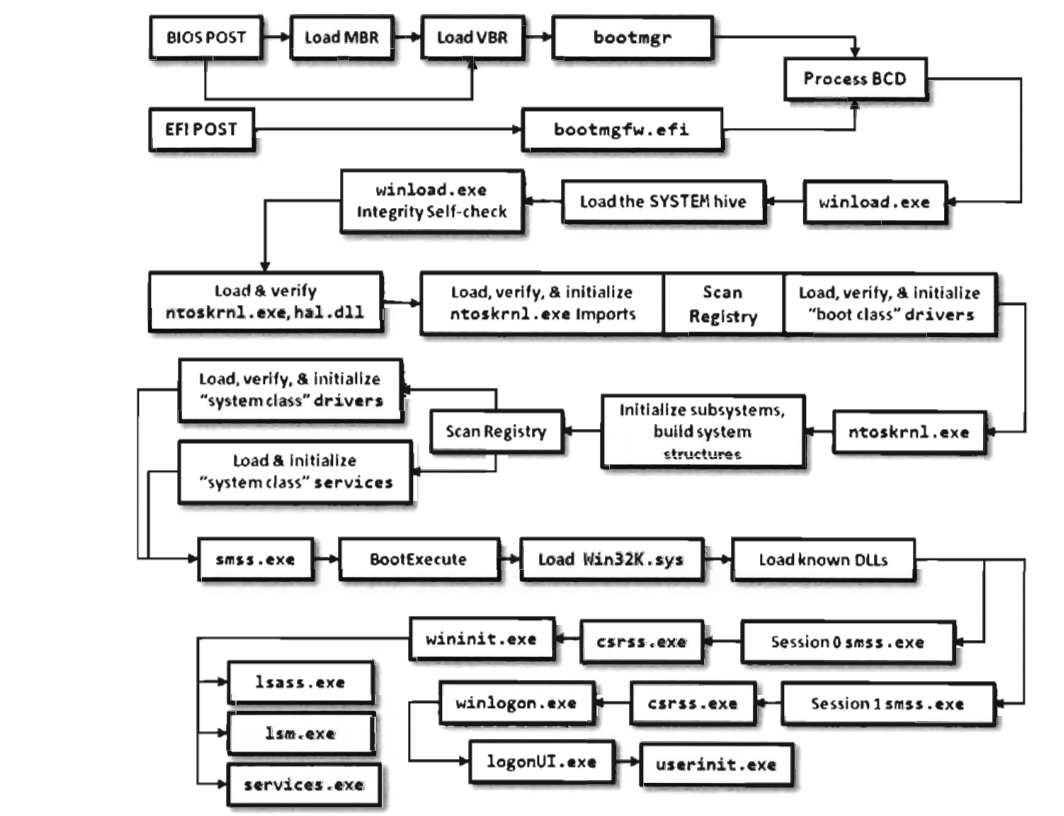 BIOS POST
Load MBR
Load VBR
bootmgr
Process BCD
EFI POST
bootmgfw.efi
winload.exe
Integrity Self-check
Load the SYSTEM hive
winload.exe
Load & verify
ntoskrnl.exe, hal.dll
Load, verify, & initialize
ntoskrnl.exe Imports
Scan
Registry
Load, verify, & initialize
“boot class” drivers
Load, verify, & initialize
“system class” drivers
Scan Registry
Initialize subsystems,
build system
structures
ntoskrnl.exe
Load & initialize
“system class” services
smss.exe
BootExecute
Load Win32K.sys
Load known DLLs
wininit.exe
csrss.exe
Session 0 smss.exe
lsass.exe
winlogon.exe
csrss.exe
Session 1 smss.exe
lsm.exe
logonUI.exe
userinit.exe
services.exe